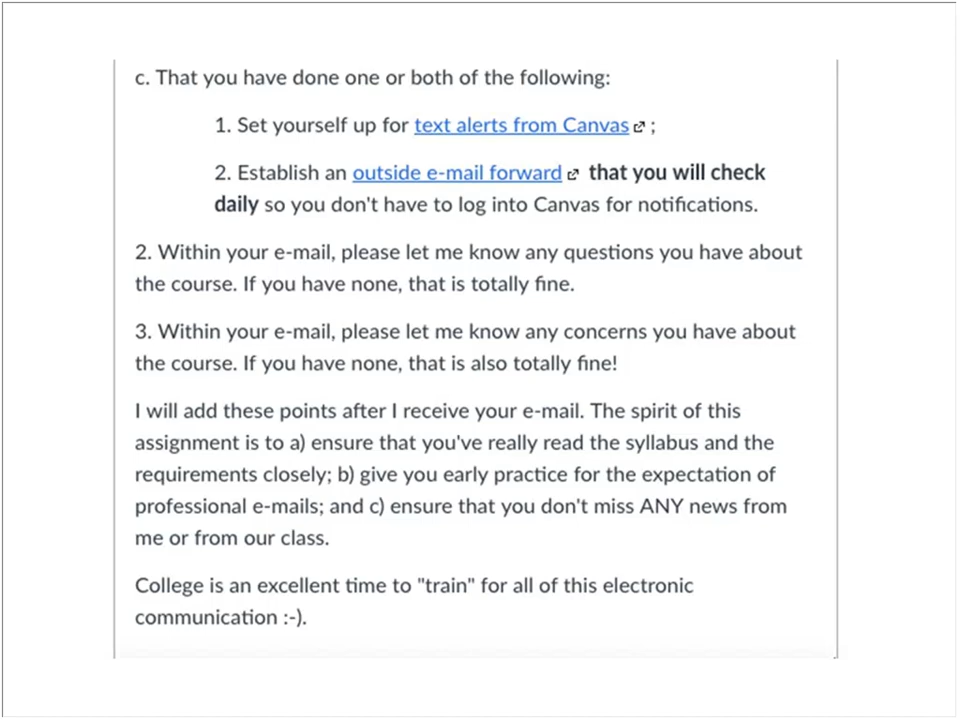 c. That you have done one or both of the following:
1. Set yourself up for text alerts from Canvas ;
2. Establish an outside e-mail forward that you will check
daily so you don't have to log into Canvas for notifications.
2. Within your e-mail, please let me know any questions you have about
the course. If you have none, that is totally fine.
3. Within your e-mail, please let me know any concerns you have about
the course. If you have none, that is also totally fine!
I will add these points after I receive your e-mail. The spirit of this
assignment is to a) ensure that you've really read the syllabus and the
requirements closely; b) give you early practice for the expectation of
professional e-mails; and c) ensure that you don't miss ANY news from
me or from our class.
College is an excellent time to "train" for all of this electronic
communication :-).